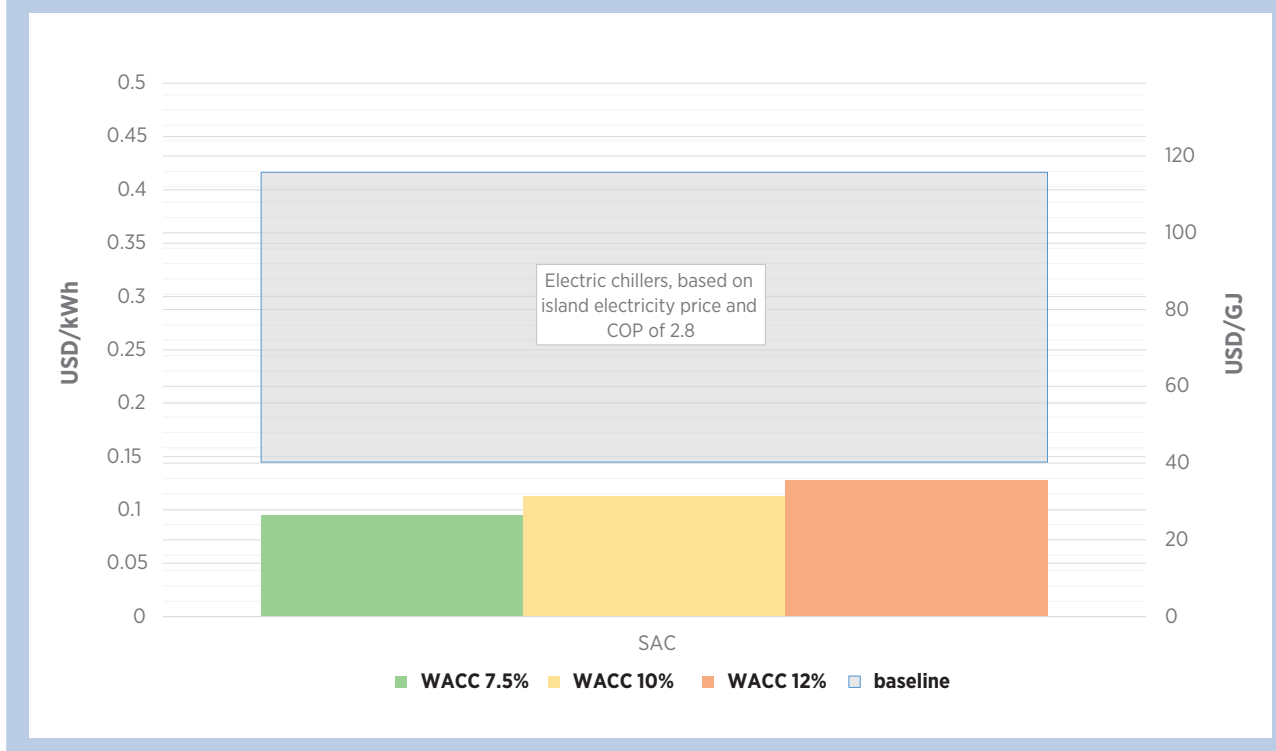 0.5
0.45
0.4
0.35
0.3
0.25
0.2
0.15
0.1
0.05
0
USD/kWh
120
100
80
60
40
20
0
USD/GJ
Electric chillers, based on
island electricity price and
COP of 2.8
SAC
WACC 7.5% WACC 10% WACC 12% baseline